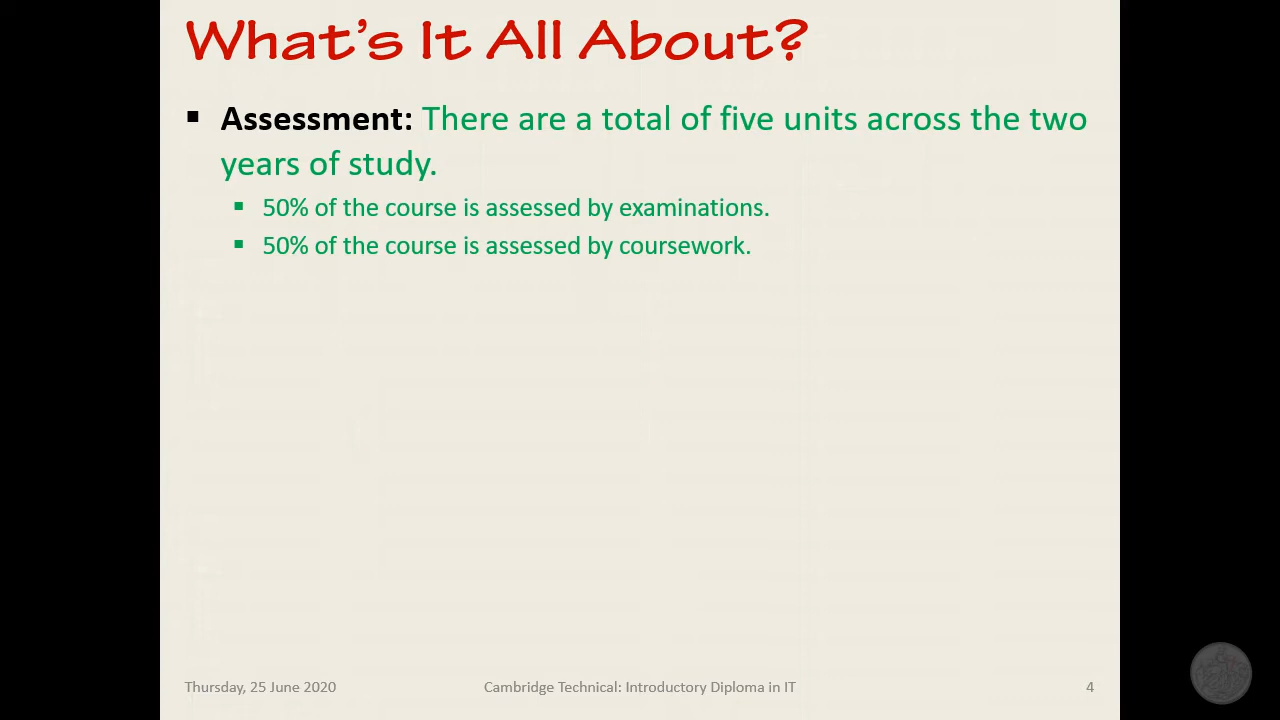 What's It All About?
▪ Assessment: There are a total of five units across the two
years of study.
▪ 50% of the course is assessed by examinations.
▪ 50% of the course is assessed by coursework.
Thursday, 25 June 2020 Cambridge Technical: Introductory Diploma in IT 4